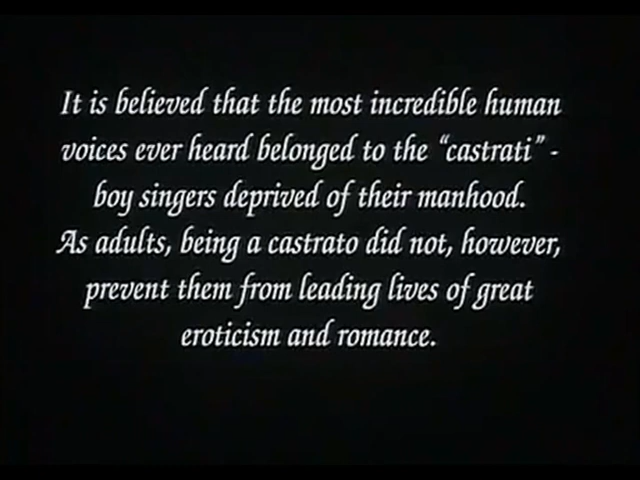 It is believed that the most incredible human
voices ever heard belonged to the “castrati” -
boy singers deprived of their manhood.
As adults, being a castrato did not, however,
prevent them from leading lives of great
eroticism and romance.